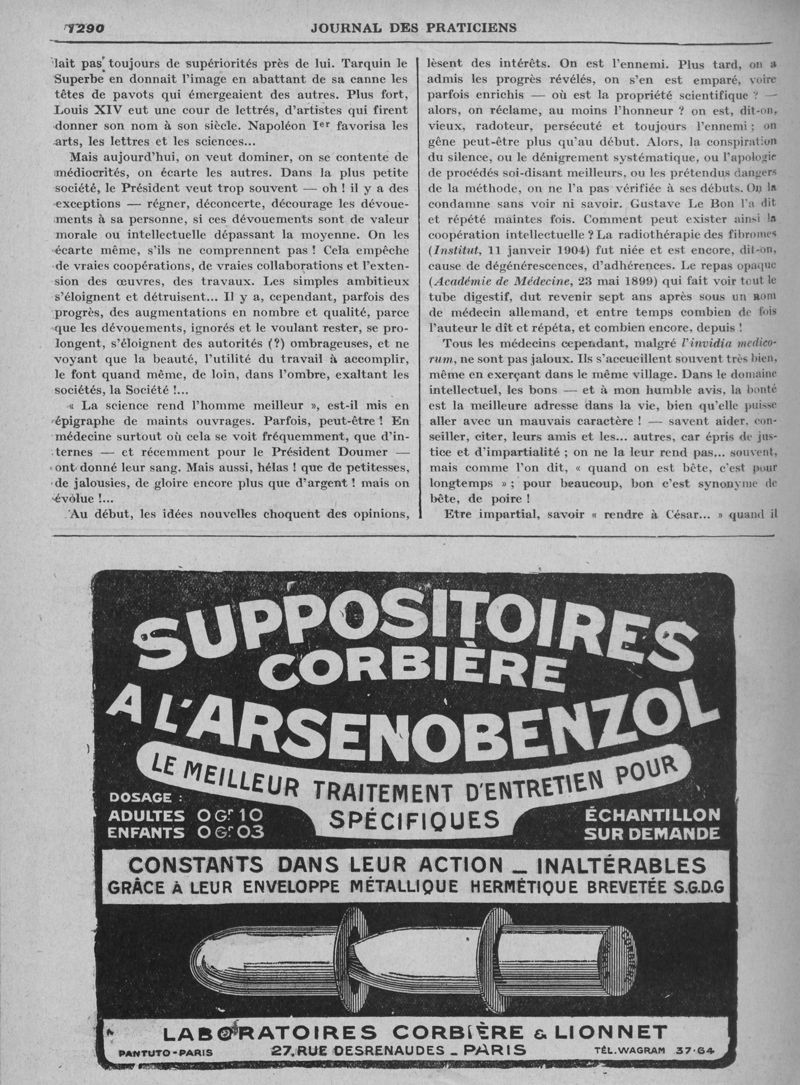 1290
JOURNAL DES PRATICIENS
lait pas toujours de supériorités près de lui. Tarquin le
Superbe en donnait l'image en abattant de sa canne les
têtes de pavots qui émergeaient des autres. Plus fort,
Louis XIV eut une cour de lettrés, d'artistes qui firent
donner son nom à son siècle. Napoléon Ier favorisa les
arts, les lettres et les sciences...
Mais aujourd'hui, on veut dominer, on se contente de
médiocrités, on écarte les autres. Dans la plus petite
société, le Président veut trop souvent — oh ! il y a des
exceptions — régner, déconcerte, décourage les dévoue-
ments à sa personne, si ces dévouements sont de valeur
morale ou intellectuelle dépassant la moyenne. On les
écarte même, s'ils ne comprennent pas ! Cela empêche
de vraies coopérations, de vraies collaborations et l'exten-
sion des œuvres, des travaux. Les simples ambitieux
s'éloignent et détruisent... Il y a, cependant, parfois des
progrès, des augmentations en nombre et qualité, parce
que les dévouements, ignorés et le voulant rester, se pro-
longent, s'éloignent des autorités (?) ombrageuses, et ne
voyant que la beauté, l'utilité du travail à accomplir,
le font quand même, de loin, dans l'ombre, exaltant les
sociétés, la Société !...
« La science rend l'homme meilleur », est-il mis en
épigraphe de maints ouvrages. Parfois, peut-être ! En
médecine surtout où cela se voit fréquemment, que d'in-
ternes — et récemment pour le Président Doumer —
ont donné leur sang. Mais aussi, hélas ! que de petitesses,
de jalousies, de gloire encore plus que d'argent ! mais on
évolue !...
Au début, les idées nouvelles choquent des opinions,
lèsent des intérêts. On est l'ennemi. Plus tard, on a
admis les progrès révélés, on s'en est emparé, voire
parfois enrichis — où est la propriété scientifique ? —
alors, on réclame, au moins l'honneur ? on est, dit-on,
vieux, radoteur, persécuté et toujours l'ennemi ; on
gêne peut-être plus qu'au début. Alors, la conspiration
du silence, ou le dénigrement systématique, ou l'apologie
de procédés soi-disant meilleurs, ou les prétendus dangers
de la méthode, on ne l'a pas vérifiée à ses débuts. On la
condamne sans voir ni savoir. Gustave Le Bon l'a dit
et répété maintes fois. Comment peut exister ainsi la
coopération intellectuelle ? La radiothérapie des fibromes
(Institut, 11 janveir 1904) fut niée et est encore, dit-on,
cause de dégénérescences, d'adhérences. Le repas opaque
(Académie de Médecine, 23 mai 1899) qui fait voir tout le
tube digestif, dut revenir sept ans après sous un nom
de médecin allemand, et entre temps combien de fois
l'auteur le dit et répéta, et combien encore, depuis !
Tous les médecins cependant, malgré l'invidia medico-
rum, ne sont pas jaloux. Ils s'accueillent souvent très bien,
même en exerçant dans le même village. Dans le domaine
intellectuel, les bons — et à mon humble avis, la bonté
est la meilleure adresse dans la vie, bien qu'elle puisse
aller avec un mauvais caractère ! — savent aider, con-
seiller, citer, leurs amis et les... autres, car épris de jus-
tice et d'impartialité ; on ne la leur rend pas... souvent,
mais comme l'on dit, « quand on est bête, c'est pour
longtemps » ; pour beaucoup, bon c'est synonyme de
bête, de poire !
Etre impartial, savoir « rendre à César... » quand il
SUPPOSITOIRES
CORBIÈRE
A L'ARSENOBENZOL
LE MEILLEUR TRAITEMENT D'ENTRETIEN POUR
SPÉCIFIQUES
DOSAGE :
ADULTES 0Gr10
ENFANTS 0Gr03
ÉCHANTILLON
SUR DEMANDE
CONSTANTS DANS LEUR ACTION _ INALTÉRABLES
GRÂCE À LEUR ENVELOPPE MÉTALLIQUE HERMÉTIQUE BREVETÉE S.G.D.G
CORBIÈRE
PARIS
LABORATOIRES CORBIÈRE & LIONNET
PANTUTO-PARIS
27, RUE DESRENAUDES _ PARIS
TÉL. WAGRAM 37-64